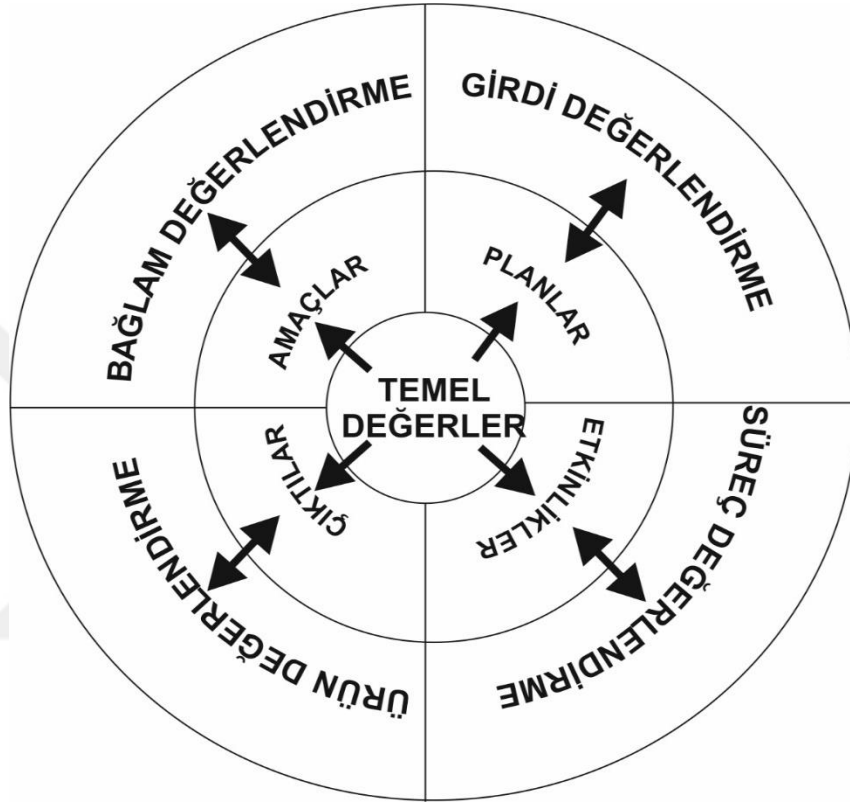 BAĞLAM DEĞERLENDİRME
GİRDİ DEĞERLENDİRME
AMAÇLAR
PLANLAR
TEMEL
DEĞERLER
ÇIKTILAR
ETKİNLİKLER
ÜRÜN DEĞERLENDİRME
SÜREÇ DEĞERLENDİRME